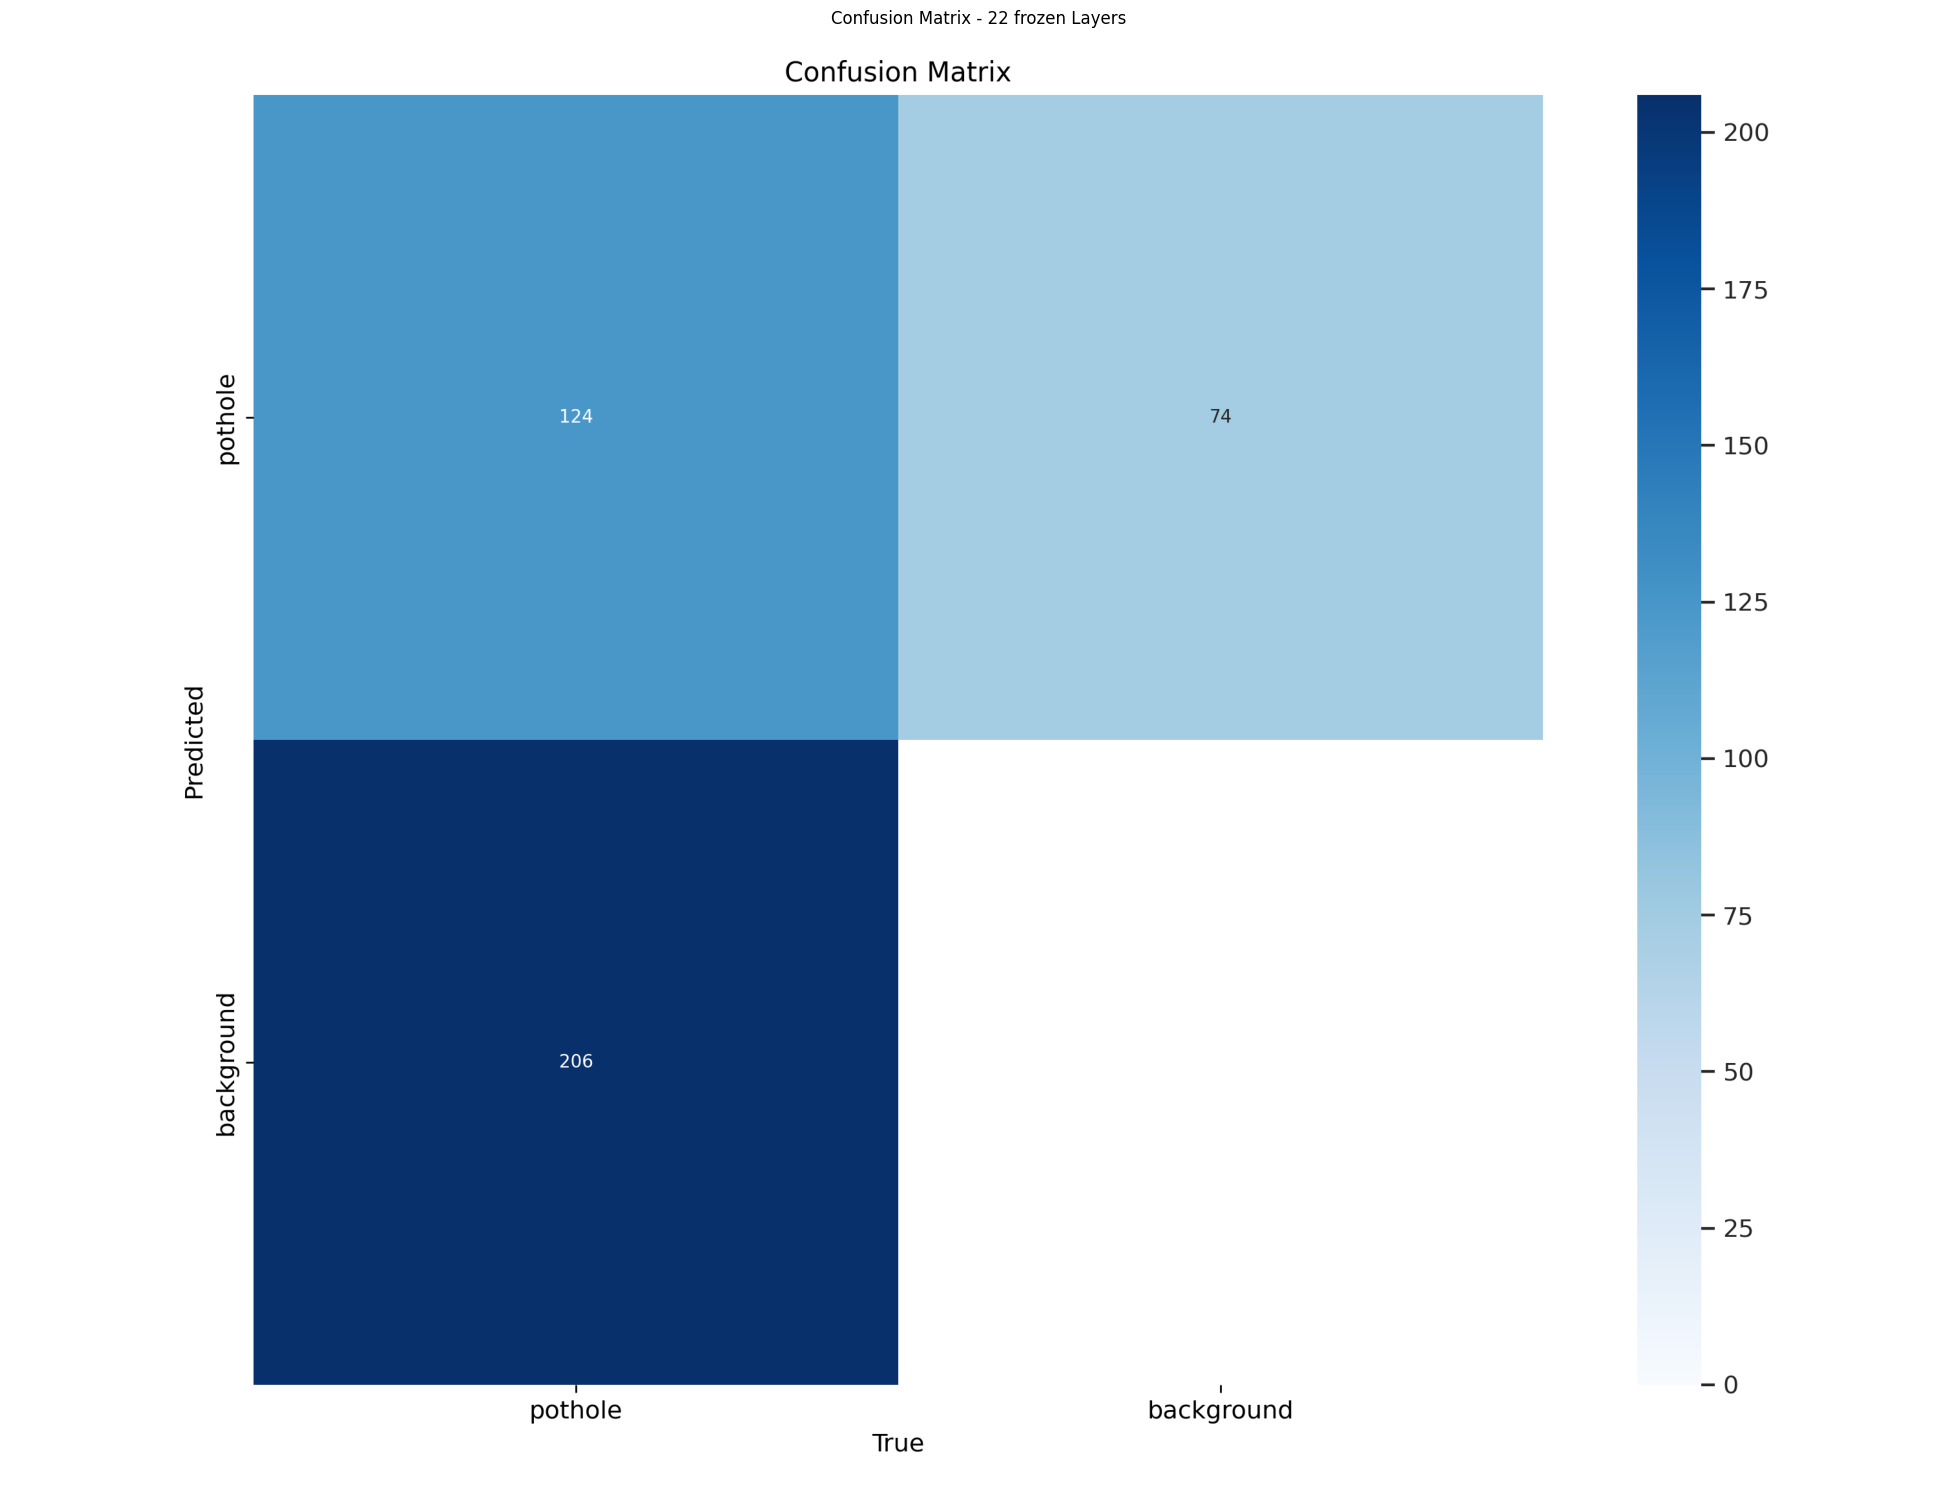 Confusion Matrix - 22 frozen Layers
Confusion Matrix
200
175
150
125
100
75
50
25
0
Predicted
pothole
background
124
74
206
pothole
background
True